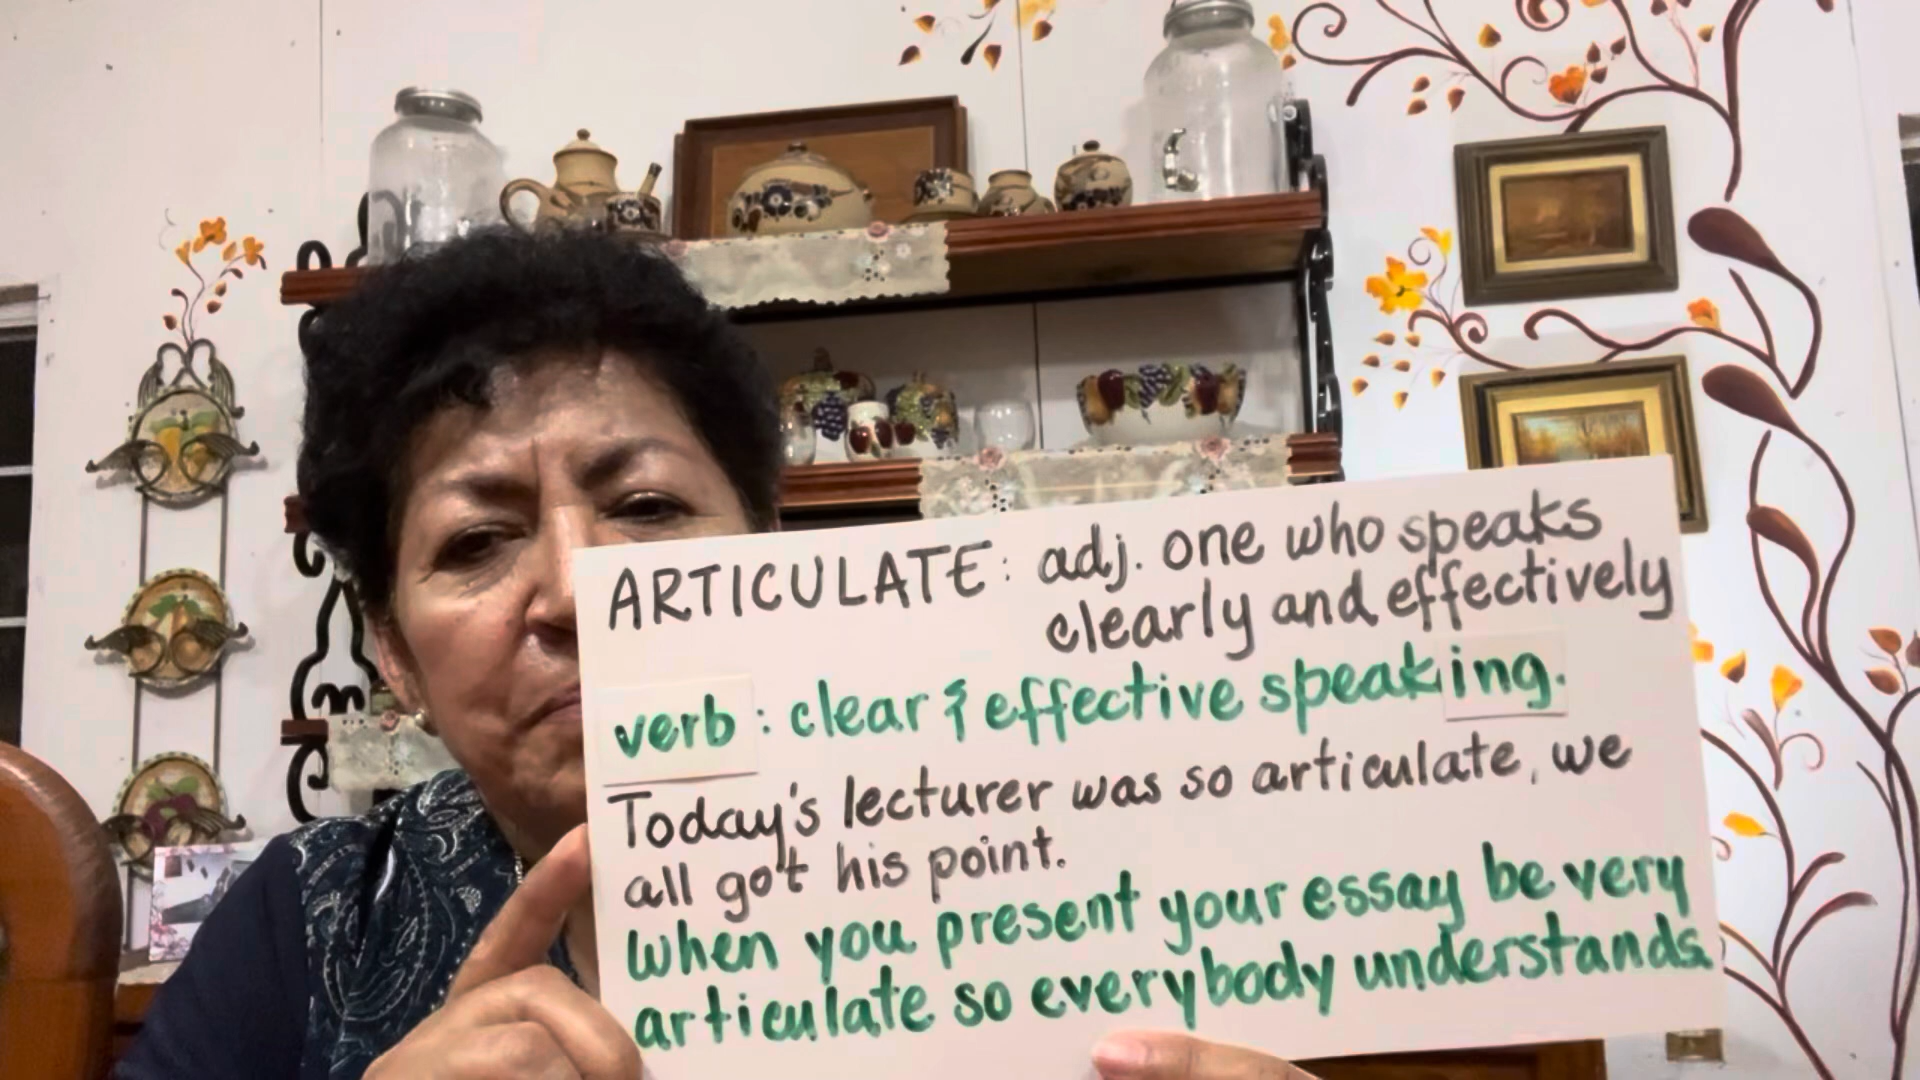 ARTICULATE: adj. one who speaks
clearly and effectively
verb: clear & effective speaking.
Today's lecturer was so articulate, we
all got his point.
When you present your essay be very
articulate so everybody understands.